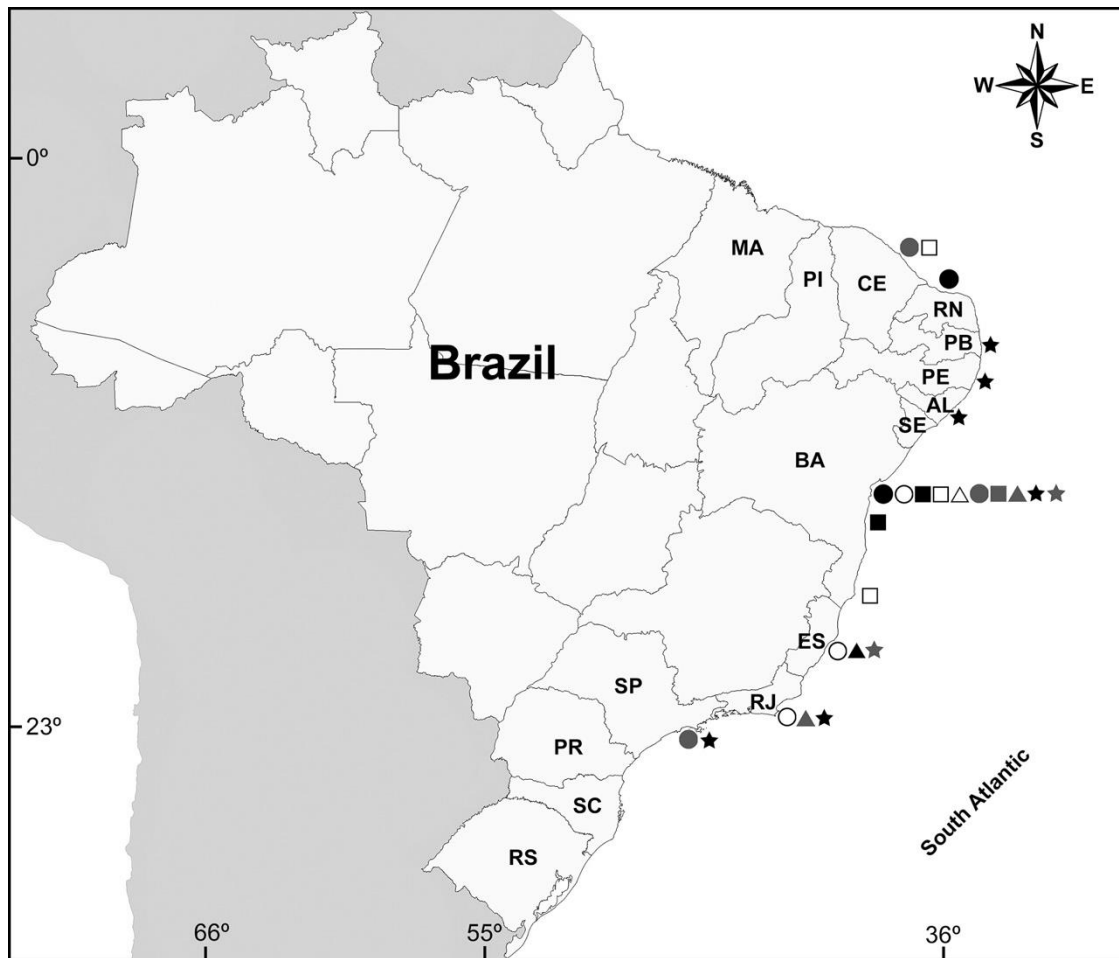 N
W E
S
0º
MA
PI
CE
RN
PB
Brazil
PE
AL
SE
BA
ES
SP
RJ
23º
PR
South Atlantic
SC
RS
66º
55º
36º